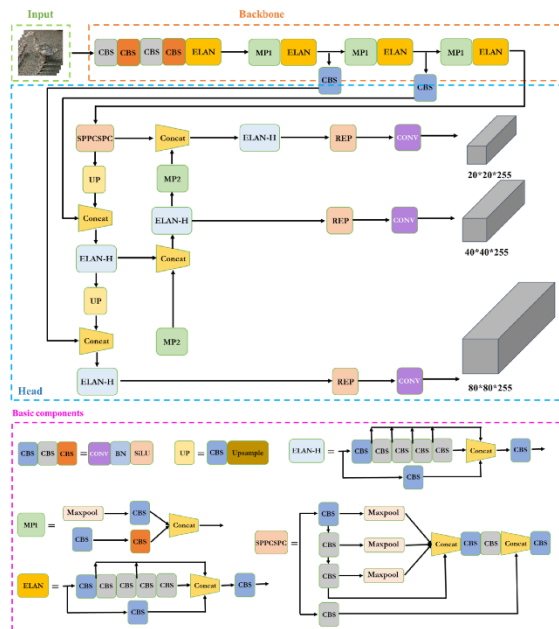 Input
Backbone
CBS CBS CBS CBS ELAN MP1 ELAN MP1 ELAN MP1 ELAN
CBS CBS
SPPCSPC Concat ELAN-H REP CONV
20*20*255
UP MP2
Concat ELAN-H REP CONV
40*40*255
ELAN-H Concat
UP
Concat MP2
ELAN-H REP CONV
80*80*255
Head
Basic components
CBS CBS CBS = CONV BN SiLU
UP = CBS Upsample
ELAN-H = CBS CBS CBS CBS CBS Concat CBS
CBS
MP1 = Maxpool CBS
CBS CBS
Concat
SPPCSPC = CBS Maxpool
CBS Maxpool
CBS Maxpool
Concat CBS CBS Concat CBS
CBS
ELAN = CBS CBS CBS CBS CBS Concat CBS
CBS